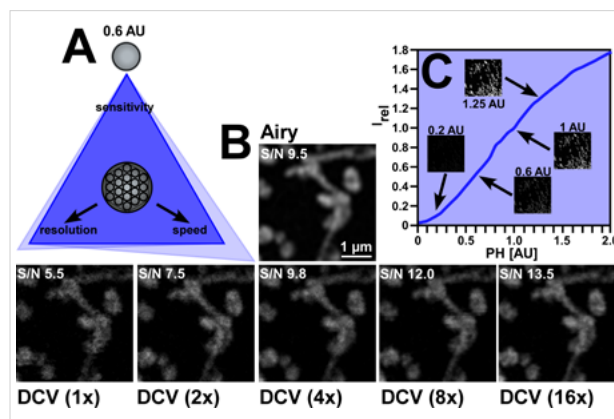 A
0.6 AU
sensitivity
resolution
speed
B
Airy
S/N 9.5
1 µm
C
1.8
1.6
1.4
1.2
1.0
0.8
0.6
0.4
0.2
0
I rel
1.25 AU
0.2 AU
1 AU
0.6 AU
0.0
0.5
1.0
1.5
2.0
PH [AU]
S/N 5.5
S/N 7.5
S/N 9.8
S/N 12.0
S/N 13.5
DCV (1x)
DCV (2x)
DCV (4x)
DCV (8x)
DCV (16x)